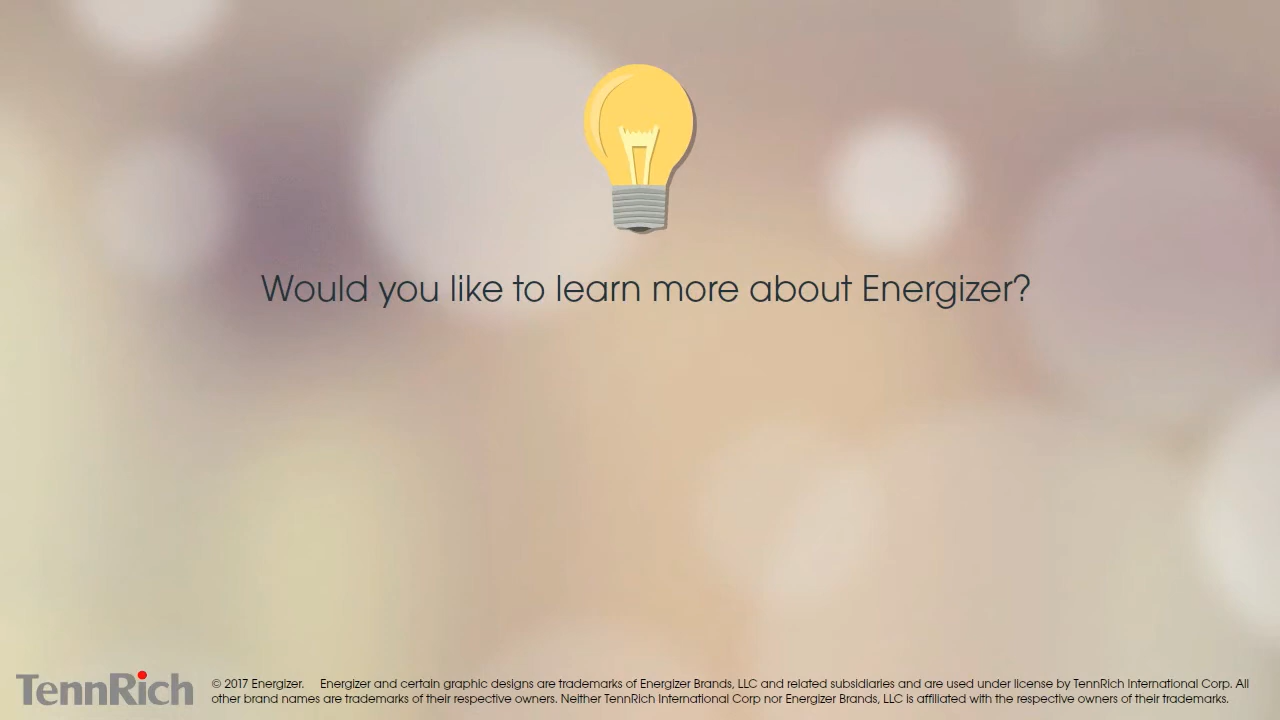 Would you like to learn more about Energizer?
TennRich
© 2017 Energizer. Energizer and certain graphic designs are trademarks of Energizer Brands, LLC and related subsidiaries and are used under license by TennRich International Corp. All
other brand names are trademarks of their respective owners. Neither TennRich International Corp nor Energizer Brands, LLC is affiliated with the respective owners of their trademarks.